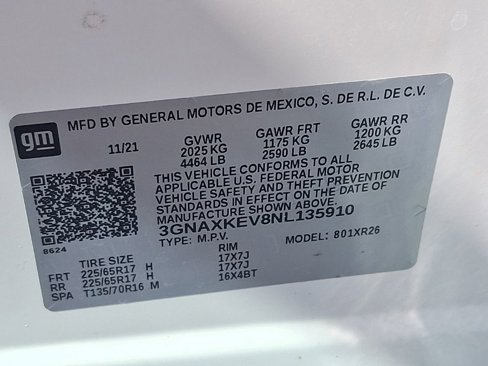 gm
MFD BY GENERAL MOTORS DE MEXICO, S. DE R.L. DE C.V.
11/21 GVWR GAWR FRT GAWR RR
2025 KG 1175 KG 1200 KG
4464 LB 2590 LB 2645 LB
THIS VEHICLE CONFORMS TO ALL
APPLICABLE U.S. FEDERAL MOTOR
VEHICLE SAFETY AND THEFT PREVENTION
STANDARDS IN EFFECT ON THE DATE OF
MANUFACTURE SHOWN ABOVE.
3GNAXKEV8NL135910
TYPE: M.P.V. MODEL: 801XR26
8624
TIRE SIZE RIM
FRT 225/65R17 H 17X7J
RR 225/65R17 H 17X7J
SPA T135/70R16 M 16X4BT